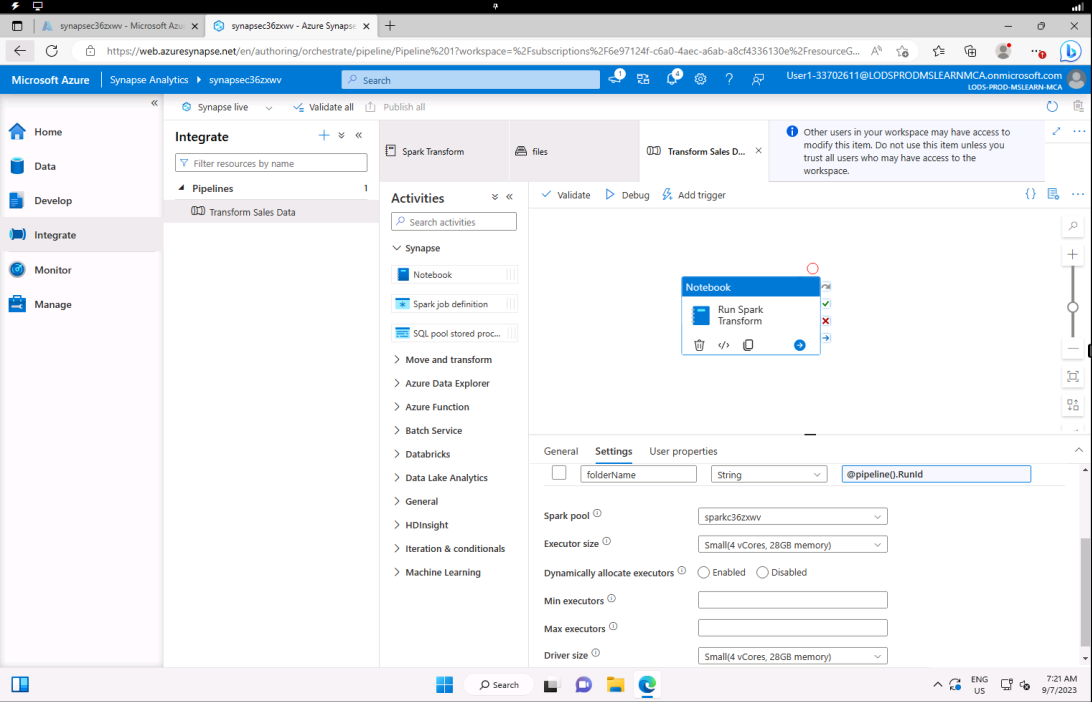 synapsec36zxwv - Microsoft Azu
synapsec36zxwv - Azure Synapse
https://web.azuresynapse.net/en/authoring/orchestrate/pipeline/Pipeline%201?workspace=%2Fsubscriptions%2F6e97124f-c6a0-4aec-a6ab-a8cf4336130e%2FresourceG...
Microsoft Azure
Synapse Analytics
synapsec36zxwv
Search
1
4
User1-33702611@LODSPRODMSLEARNMCA.onmicrosoft.com
LODS-PROD-MSLEARN-MCA
Synapse live
Validate all
Publish all
Home
Data
Develop
Integrate
Monitor
Manage
Integrate
Filter resources by name
Pipelines
1
Transform Sales Data
Spark Transform
files
Transform Sales D...
Other users in your workspace may have access to
modify this item. Do not use this item unless you
trust all users who may have access to the
workspace.
Activities
Search activities
Synapse
Notebook
Spark job definition
SQL pool stored proc...
Move and transform
Azure Data Explorer
Azure Function
Batch Service
Databricks
Data Lake Analytics
General
HDInsight
Iteration & conditionals
Machine Learning
Validate
Debug
Add trigger
Notebook
Run Spark
Transform
General
Settings
User properties
folderName
String
@pipeline().RunId
Spark pool
sparkc36zxwv
Executor size
Small(4 vCores, 28GB memory)
Dynamically allocate executors
Enabled
Disabled
Min executors
Max executors
Driver size
Small(4 vCores, 28GB memory)
Search
ENG
US
7:21 AM
9/7/2023